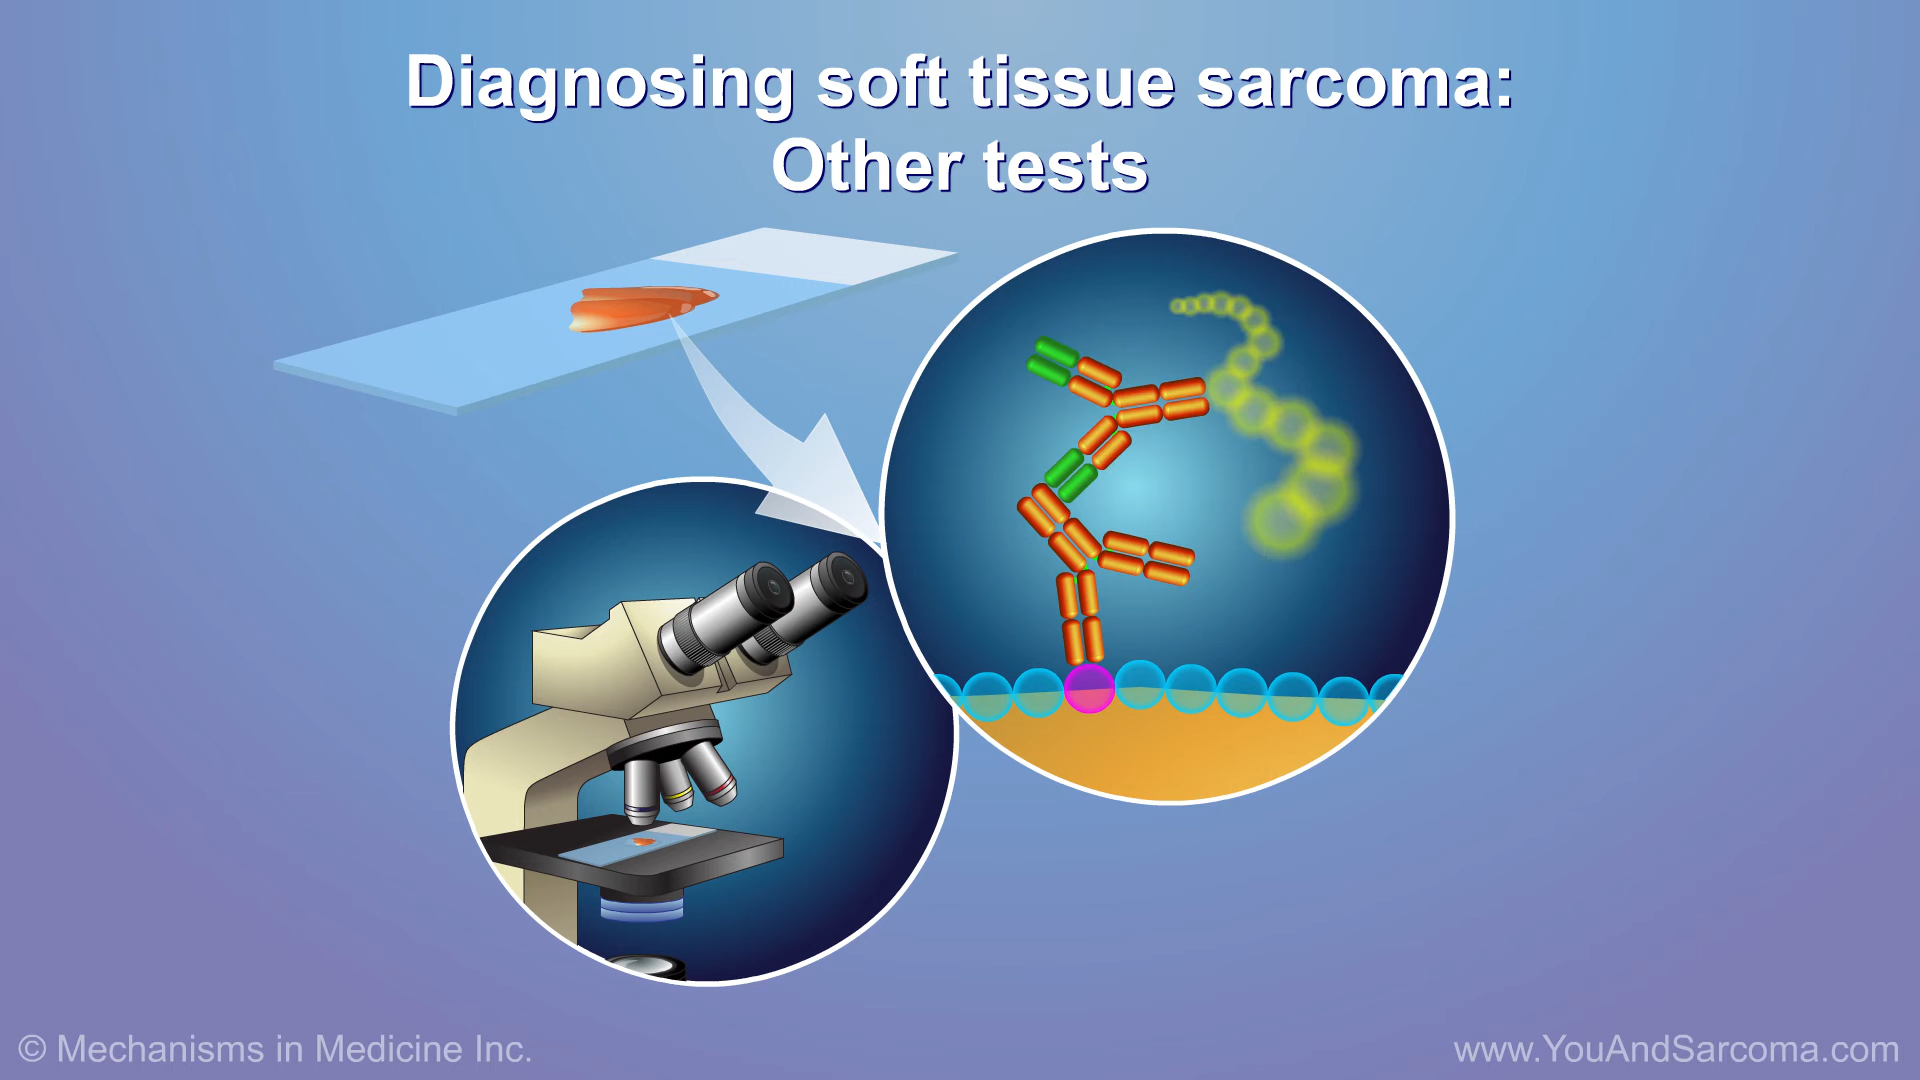 Diagnosing soft tissue sarcoma:
Other tests
© Mechanisms in Medicine Inc.
www.YouAndSarcoma.com